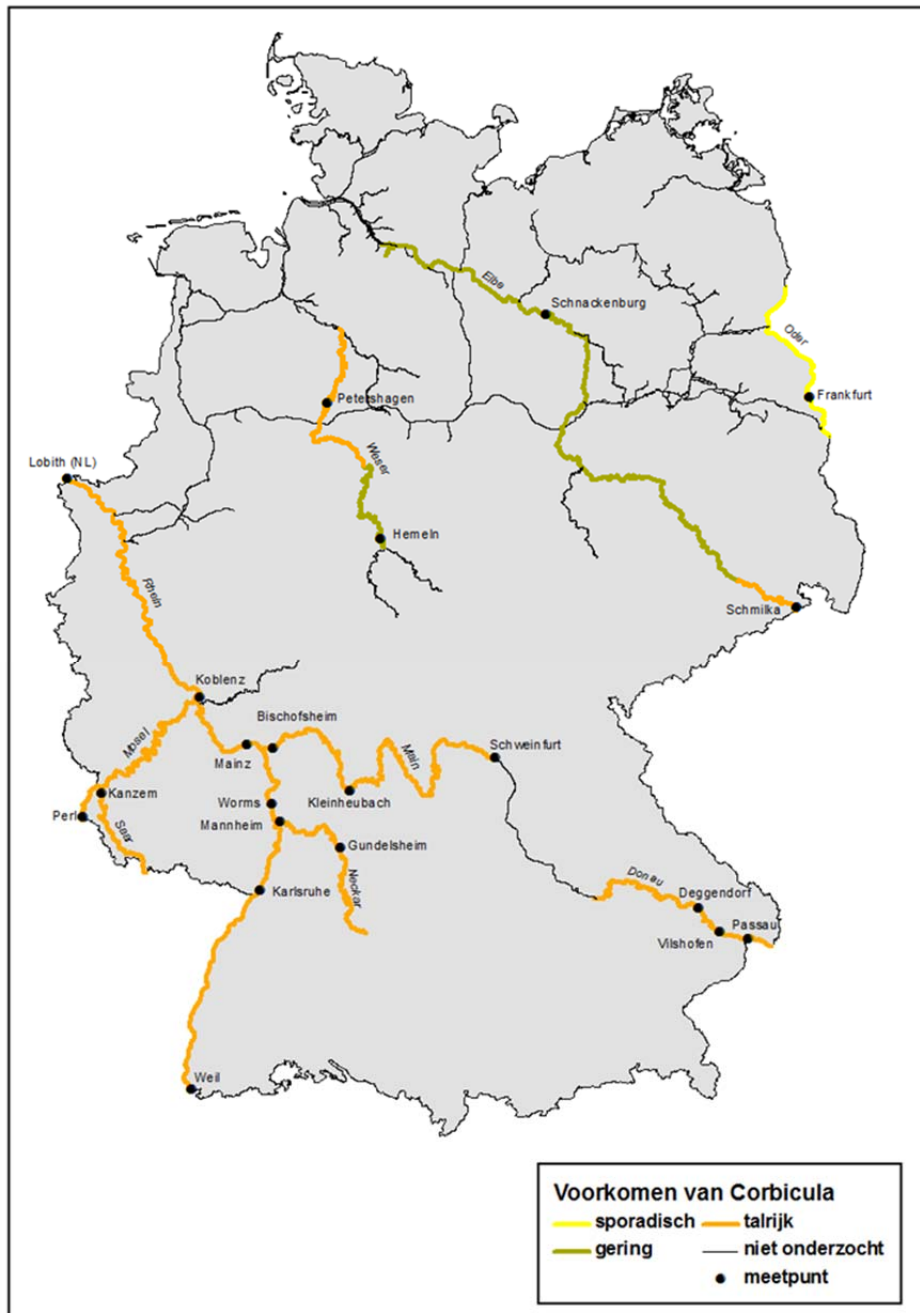 Elbe
Schnackenburg
Oder
Frankfurt
Petershagen
Weser
Lobith (NL)
Hemeln
Rhein
Schmilka
Koblenz
Bischofsheim
Mosel
Mainz
Main
Schweinfurt
Kanzem
Kleinheubach
Worms
Perl
Mannheim
Saar
Gundelsheim
Neckar
Donau
Deggendorf
Karlsruhe
Passau
Vilshofen
Weil
Voorkomen van Corbicula
sporadisch talrijk
gering niet onderzocht
meetpunt